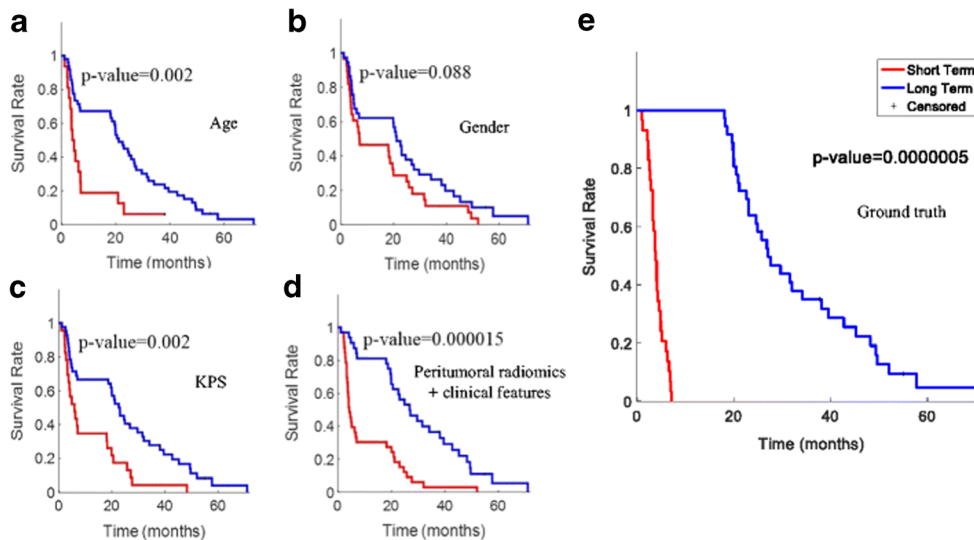 a
p-value=0.002
Age
Survival Rate
1
0.8
0.6
0.4
0.2
0
0 20 40 60
Time (months)
b
p-value=0.088
Gender
Survival Rate
1
0.8
0.6
0.4
0.2
0
0 20 40 60
Time (months)
c
p-value=0.002
KPS
Survival Rate
1
0.8
0.6
0.4
0.2
0
0 20 40 60
Time (months)
d
p-value=0.000015
Peritumoral radiomics
+ clinical features
Survival Rate
1
0.8
0.6
0.4
0.2
0
0 20 40 60
Time (months)
e
Short Term
Long Term
+ Censored
p-value=0.0000005
Ground truth
Survival Rate
1
0.8
0.6
0.4
0.2
0
0 20 40 60
Time (months)